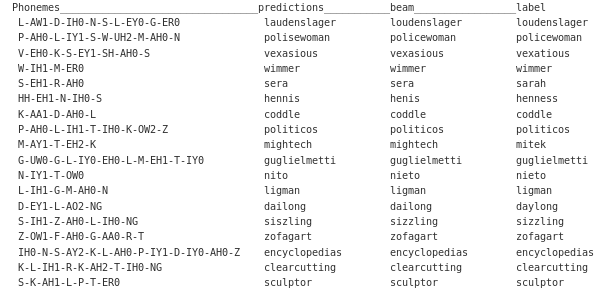 Phonemes predictions beam label
L-AW1-D-IH0-N-S-L-EY0-G-ER0 laudenslager loudenslager loudenslager
P-AH0-L-IY1-S-W-UH2-M-AH0-N polisewoman policewoman policewoman
V-EH0-K-S-EY1-SH-AH0-S vexasious vexasious vexatious
W-IH1-M-ER0 wimmer wimmer wimmer
S-EH1-R-AH0 sera sera sarah
HH-EH1-N-IH0-S hennis henis henness
K-AA1-D-AH0-L coddle coddle coddle
P-AH0-L-IH1-T-IH0-K-OW2-Z politicos politicos politicos
M-AY1-T-EH2-K mightech mightech mitek
G-UW0-G-L-IY0-EH0-L-M-EH1-T-IY0 guglielmetti guglielmetti guglielmetti
N-IY1-T-OW0 nito nieto nieto
L-IH1-G-M-AH0-N ligman ligman ligman
D-EY1-L-AO2-NG dailong dailong daylong
S-IH1-Z-AH0-L-IH0-NG siszling sizzling sizzling
Z-OW1-F-AH0-G-AA0-R-T zofagart zofagart zofagart
IH0-N-S-AY2-K-L-AH0-P-IY1-D-IY0-AH0-Z encyclopedias encyclopedias encyclopedias
K-L-IH1-R-K-AH2-T-IH0-NG clearcutting clearcutting clearcutting
S-K-AH1-L-P-T-ER0 sculptor sculptor sculptor